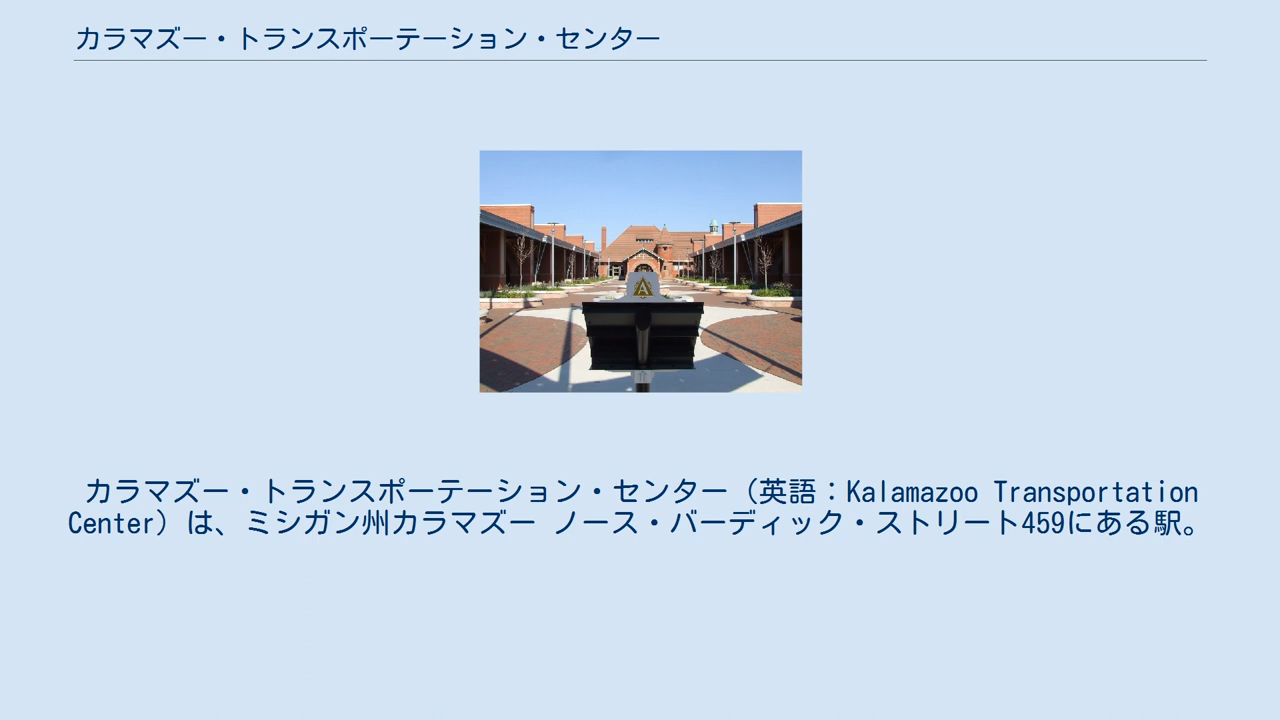 カラマズー・トランスポーテーション・センター
A
カラマズー・トランスポーテーション・センター（英語：Kalamazoo Transportation
Center）は、ミシガン州カラマズー ノース・バーディック・ストリート459にある駅。